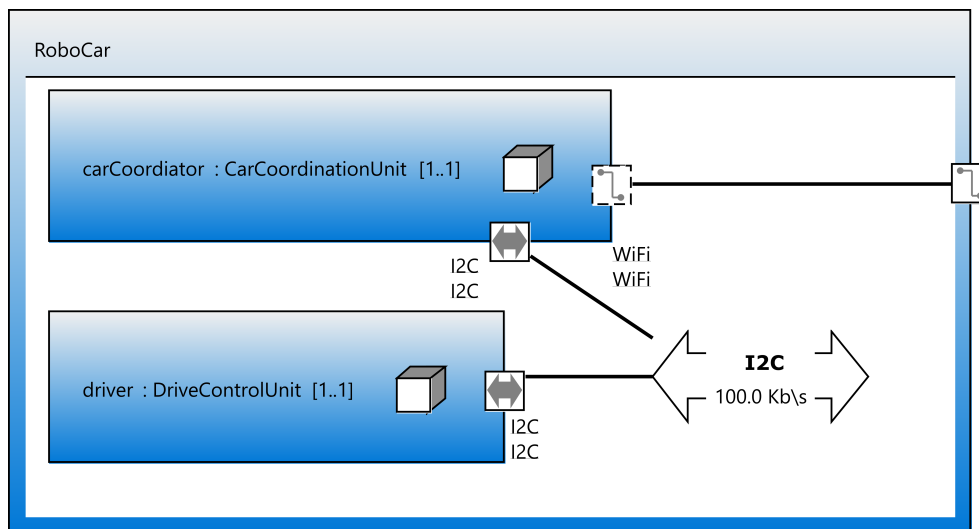 RoboCar
carCoordiator : CarCoordinationUnit [1..1]
WiFi
WiFi
I2C
I2C
I2C
100.0 Kb\s
driver : DriveControlUnit [1..1]
I2C
I2C